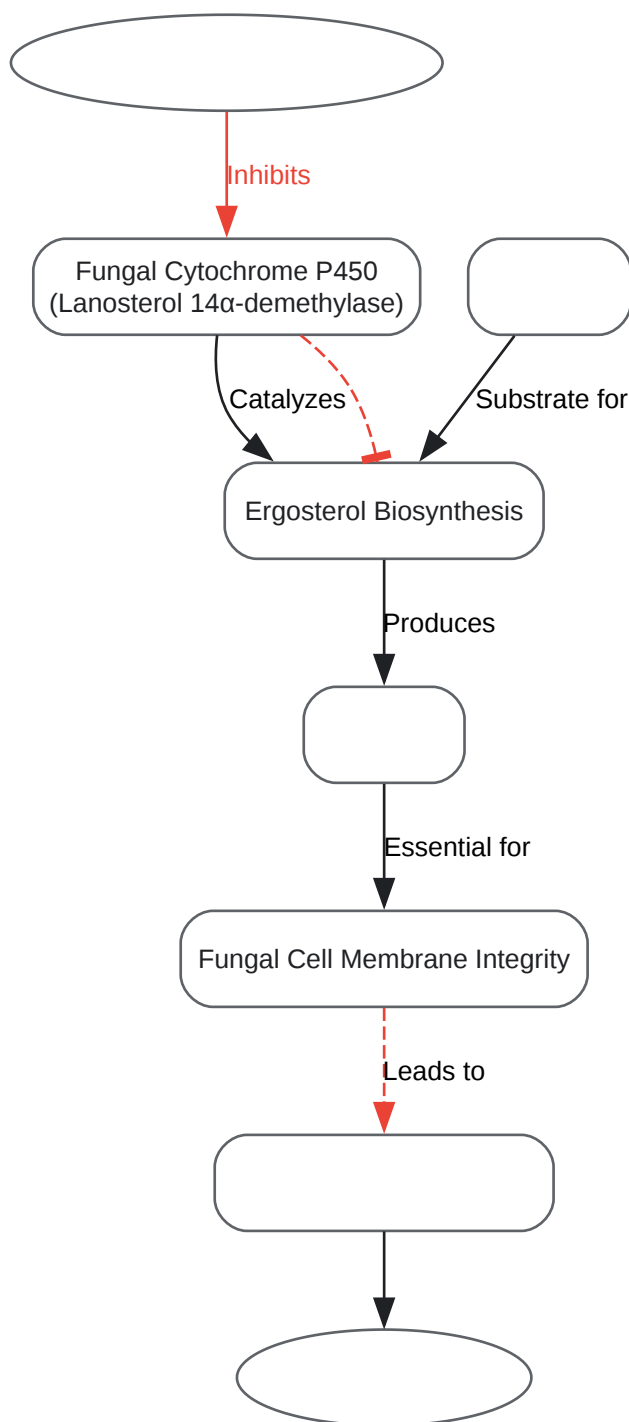 Inhibits
Fungal Cytochrome P450
(Lanosterol 14α-demethylase)
Catalyzes
Substrate for
Ergosterol Biosynthesis
Produces
Essential for
Fungal Cell Membrane Integrity
Leads to